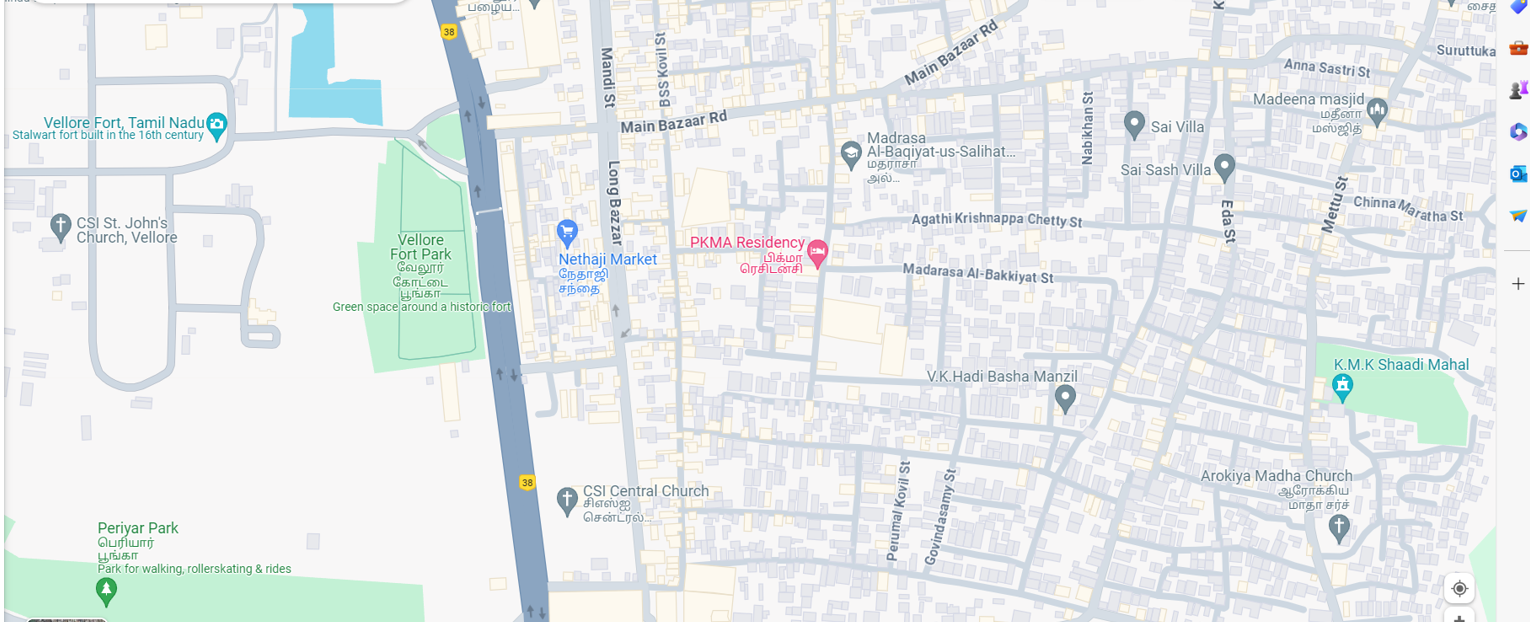 38
Mandi St
BSS Kovil St
Main Bazaar Rd
Anna Sastri St
Suruttuka
Vellore Fort, Tamil Nadu
Stalwart fort built in the 16th century
Main Bazaar Rd
Madrasa
Al-Baqiyat-us-Salihat...
மதராசா
அல்...
Nabikhan St
Sai Villa
Madeena masjid
மதீனா
மஸ்ஜித்
Sai Sash Villa
Long Bazar
Eda St
Mettu St
Chinna Maratha St
CSI St. John's
Church, Vellore
Agathi Krishnappa Chetty St
Vellore
Fort Park
வேலூர்
கோட்டை
பூங்கா
Green space around a historic fort
Nethaji Market
நேதாஜி
சந்தை
PKMA Residency
பிக்மா
ரெசிடன்சி
Madarasa Al-Bakkiyat St
V.K.Hadi Basha Manzil
K.M.K Shaadi Mahal
38
CSI Central Church
சிஎஸ்ஐ
சென்ட்ரல்...
Perumal Kovil St
Govindasamy St
Arokiya Madha Church
ஆரோக்கிய
மாதா சர்ச்
Periyar Park
பெரியார்
பூங்கா
Park for walking, rollerskating & rides